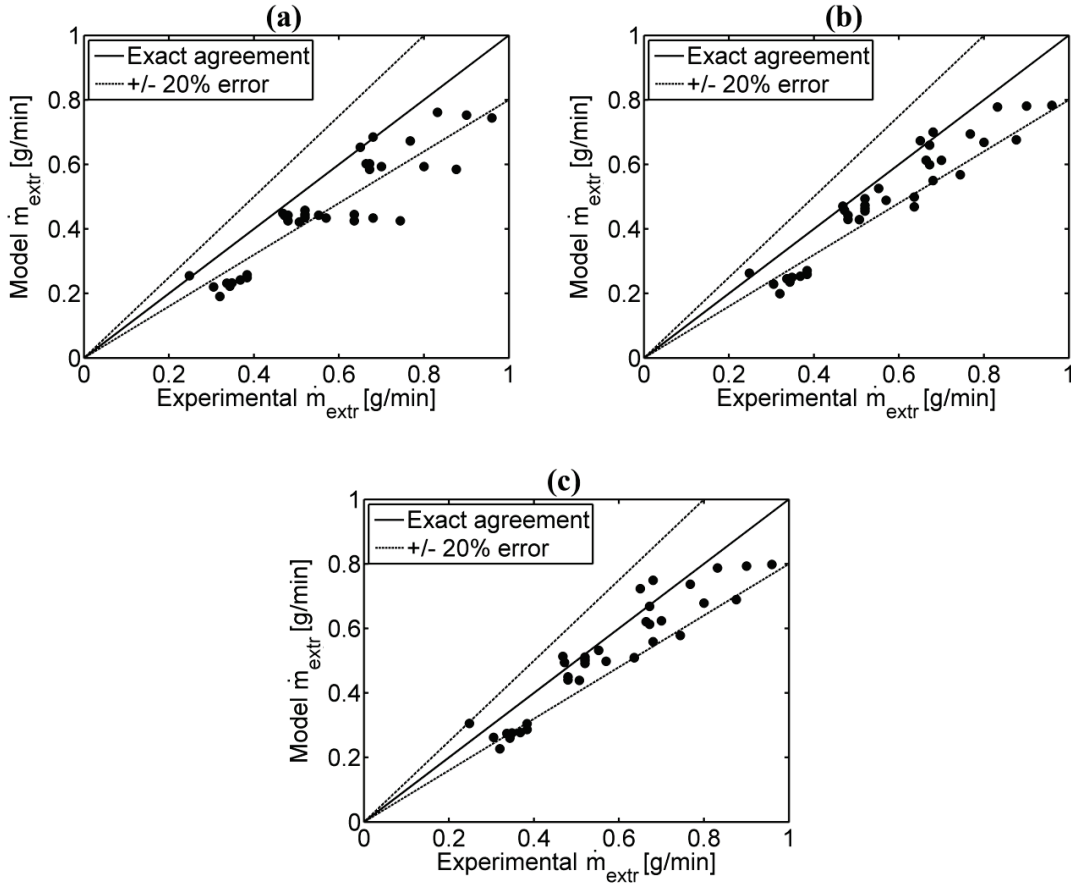 (a)
Exact agreement
+/- 20% error
1
0.8
0.6
0.4
0.2
0
Model ṁextr [g/min]
0 0.2 0.4 0.6 0.8 1
Experimental ṁextr [g/min]
(b)
Exact agreement
+/- 20% error
1
0.8
0.6
0.4
0.2
0
Model ṁextr [g/min]
0 0.2 0.4 0.6 0.8 1
Experimental ṁextr [g/min]
(c)
Exact agreement
+/- 20% error
1
0.8
0.6
0.4
0.2
0
Model ṁextr [g/min]
0 0.2 0.4 0.6 0.8 1
Experimental ṁextr [g/min]